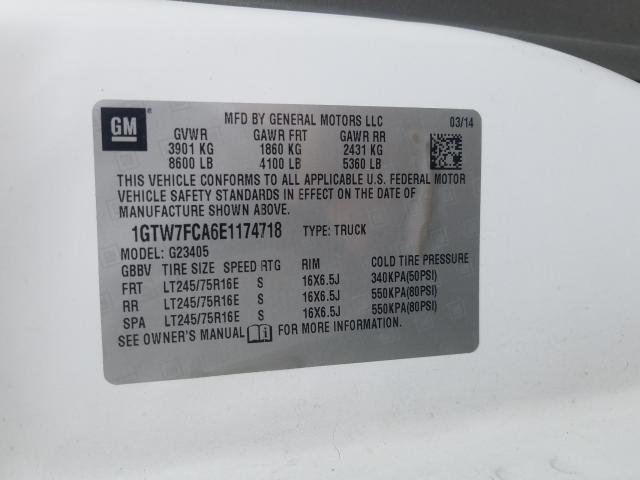 GM
®
MFD BY GENERAL MOTORS LLC 03/14
GVWR GAWR FRT GAWR RR
3901 KG 1860 KG 2431 KG
8600 LB 4100 LB 5360 LB
THIS VEHICLE CONFORMS TO ALL APPLICABLE U.S. FEDERAL MOTOR
VEHICLE SAFETY STANDARDS IN EFFECT ON THE DATE OF
MANUFACTURE SHOWN ABOVE.
1GTW7FCA6E1174718 TYPE: TRUCK
MODEL: G23405
GBBV TIRE SIZE SPEED RTG RIM COLD TIRE PRESSURE
FRT LT245/75R16E S 16X6.5J 340KPA(50PSI)
RR LT245/75R16E S 16X6.5J 550KPA(80PSI)
SPA LT245/75R16E S 16X6.5J 550KPA(80PSI)
SEE OWNER'S MANUAL FOR MORE INFORMATION.